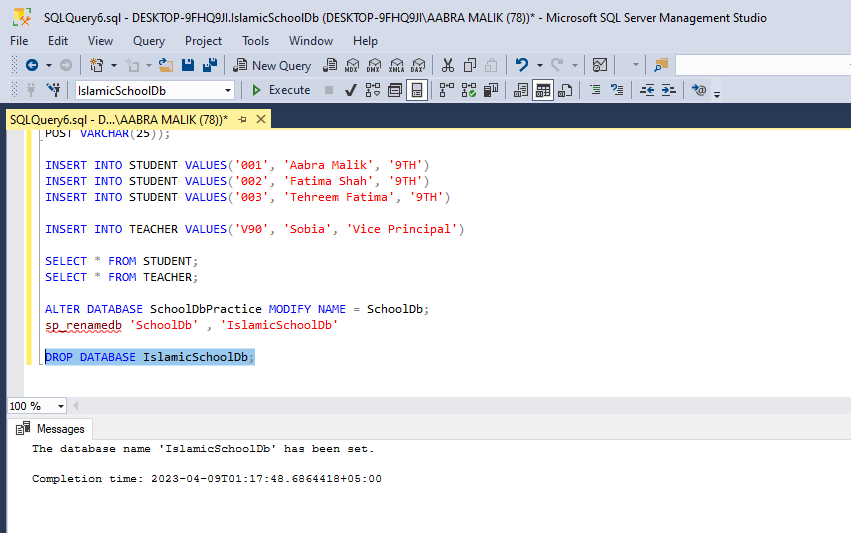 SQLQuery6.sql - DESKTOP-9FHQ9JI.IslamicSchoolDb (DESKTOP-9FHQ9JI\AABRA MALIK (78))* - Microsoft SQL Server Management Studio
File Edit View Query Project Tools Window Help
New Query MDX DMX XMLA DAX
IslamicSchoolDb Execute
SQLQuery6.sql - D...\AABRA MALIK (78))*
POST VARCHAR(25));
INSERT INTO STUDENT VALUES('001', 'Aabra Malik', '9TH')
INSERT INTO STUDENT VALUES('002', 'Fatima Shah', '9TH')
INSERT INTO STUDENT VALUES('003', 'Tehreem Fatima', '9TH')
INSERT INTO TEACHER VALUES('V90', 'Sobia', 'Vice Principal')
SELECT * FROM STUDENT;
SELECT * FROM TEACHER;
ALTER DATABASE SchoolDbPractice MODIFY NAME = SchoolDb;
sp_renamedb 'SchoolDb' , 'IslamicSchoolDb'
DROP DATABASE IslamicSchoolDb;
100 %
Messages
The database name 'IslamicSchoolDb' has been set.
Completion time: 2023-04-09T01:17:48.6864418+05:00